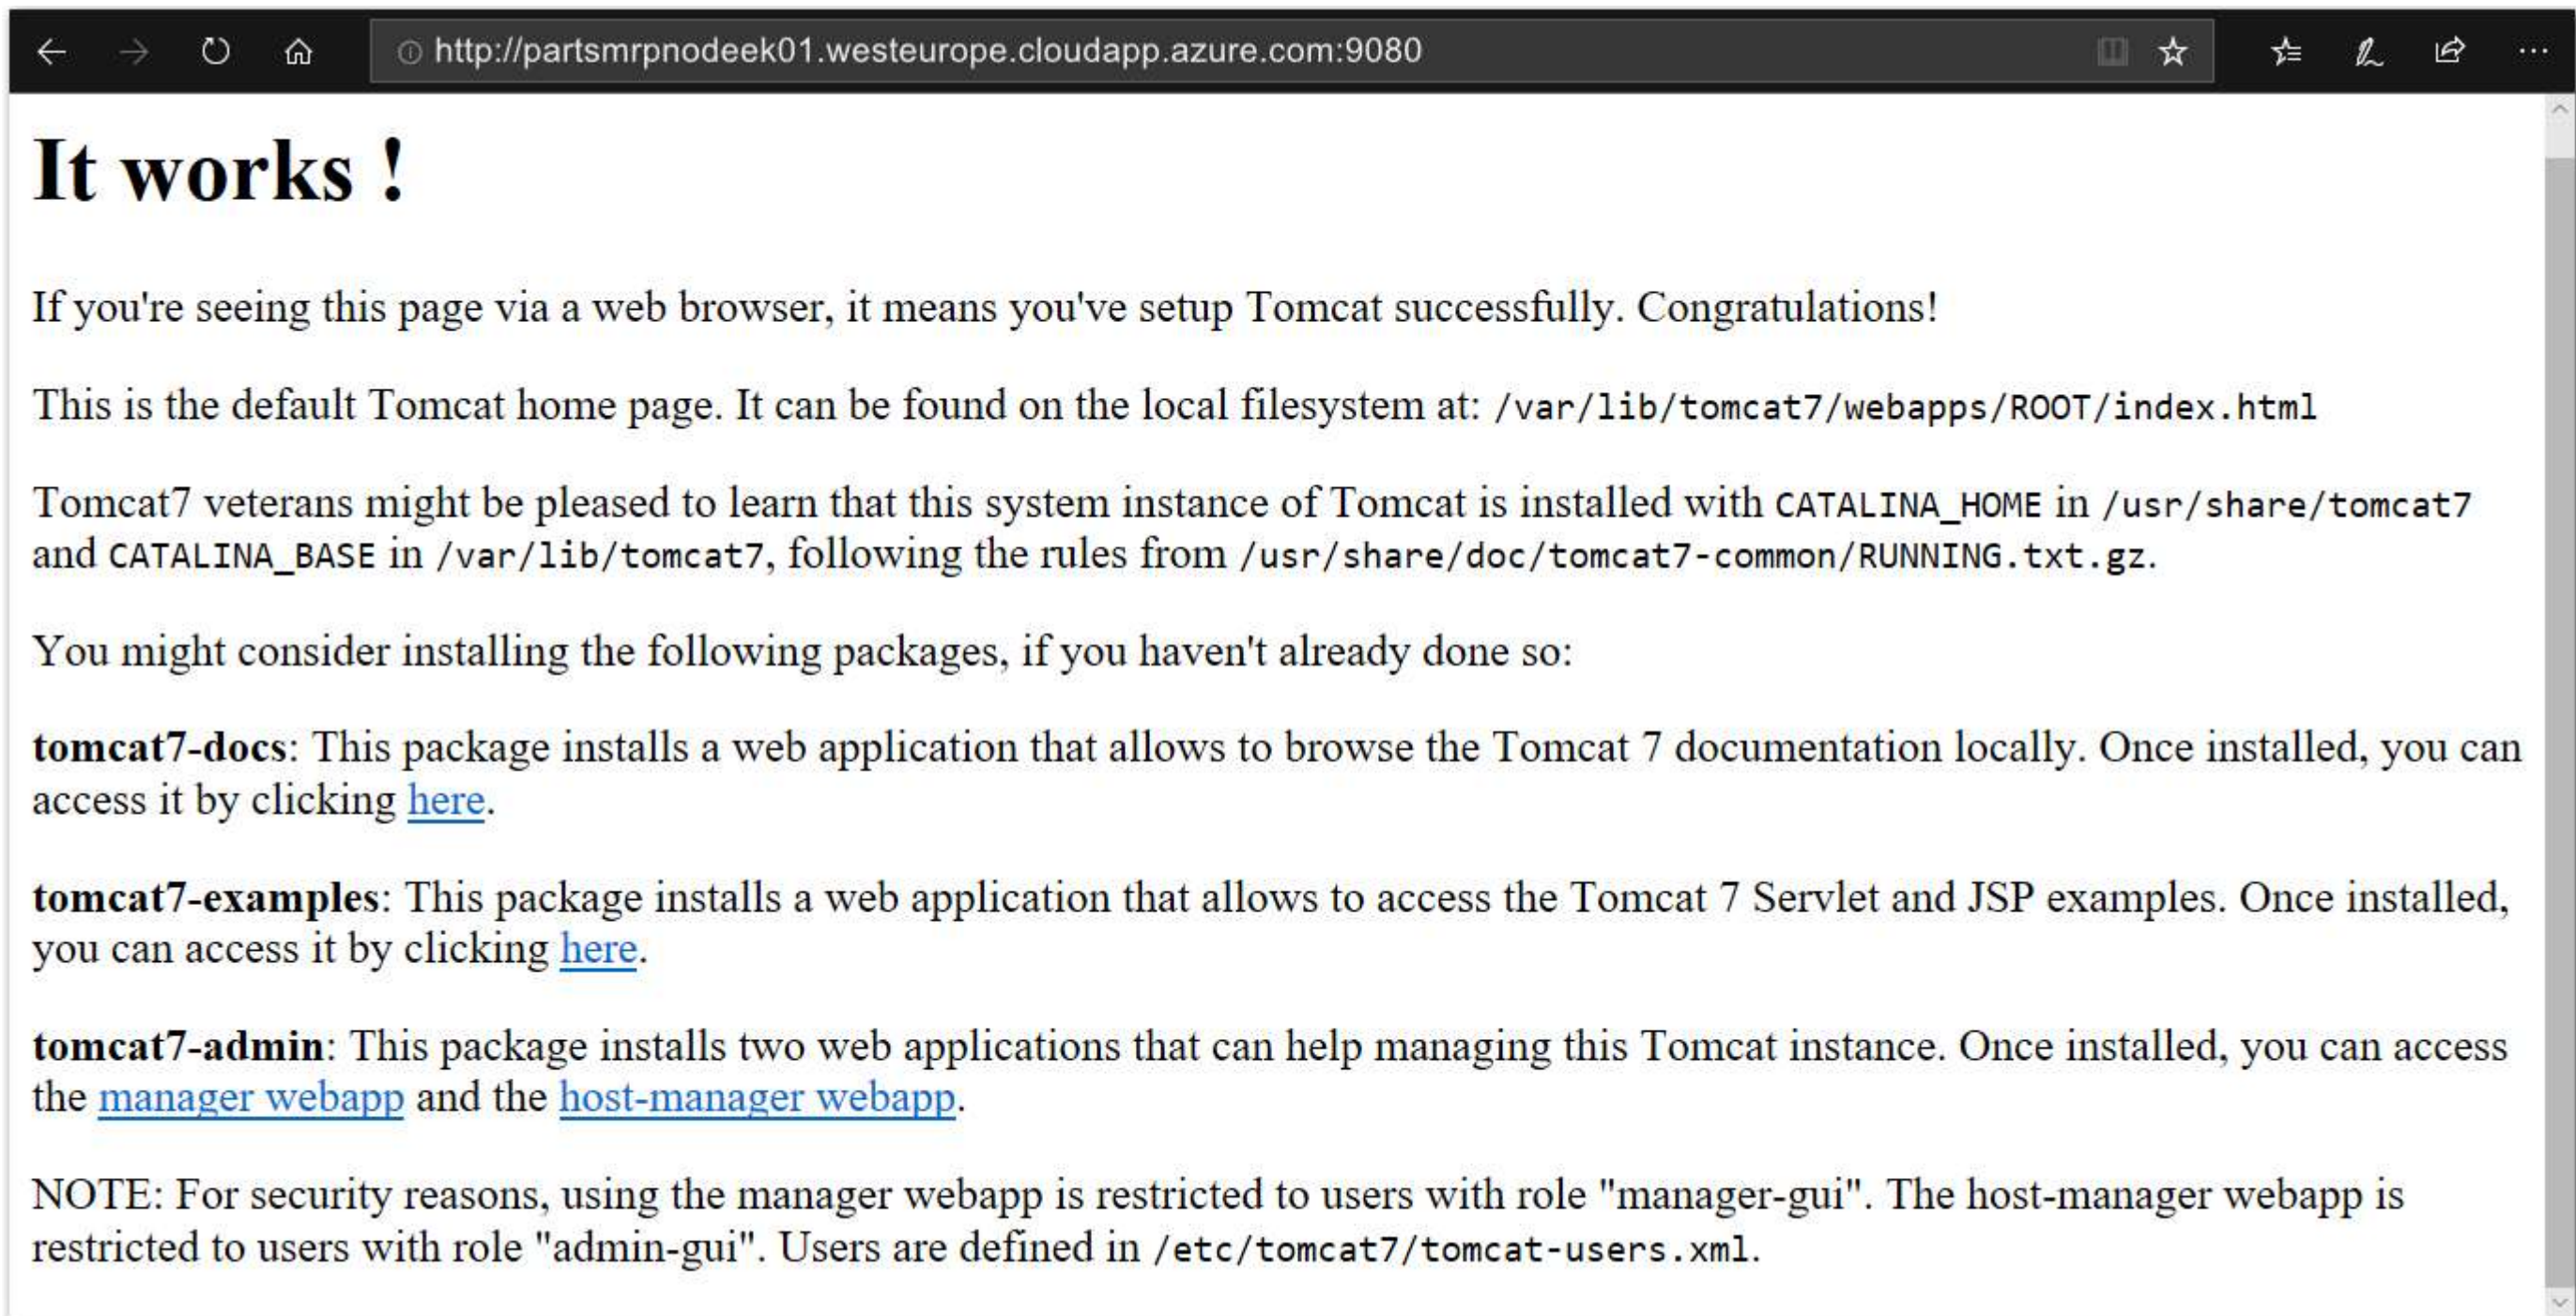 http://partsmrpnodeek01.westeurope.cloudapp.azure.com:9080
It works !
If you're seeing this page via a web browser, it means you've setup Tomcat successfully. Congratulations!
This is the default Tomcat home page. It can be found on the local filesystem at: /var/lib/tomcat7/webapps/ROOT/index.html
Tomcat7 veterans might be pleased to learn that this system instance of Tomcat is installed with CATALINA_HOME in /usr/share/tomcat7
and CATALINA_BASE in /var/lib/tomcat7, following the rules from /usr/share/doc/tomcat7-common/RUNNING.txt.gz.
You might consider installing the following packages, if you haven't already done so:
tomcat7-docs: This package installs a web application that allows to browse the Tomcat 7 documentation locally. Once installed, you can
access it by clicking here.
tomcat7-examples: This package installs a web application that allows to access the Tomcat 7 Servlet and JSP examples. Once installed,
you can access it by clicking here.
tomcat7-admin: This package installs two web applications that can help managing this Tomcat instance. Once installed, you can access
the manager webapp and the host-manager webapp.
NOTE: For security reasons, using the manager webapp is restricted to users with role "manager-gui". The host-manager webapp is
restricted to users with role "admin-gui". Users are defined in /etc/tomcat7/tomcat-users.xml.